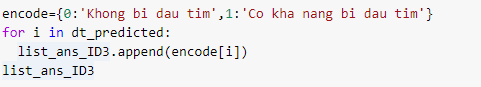 encode={0:'Khong bi dau tim',1:'Co kha nang bi dau tim'}
for i in dt_predicted:
  list_ans_ID3.append(encode[i])
list_ans_ID3